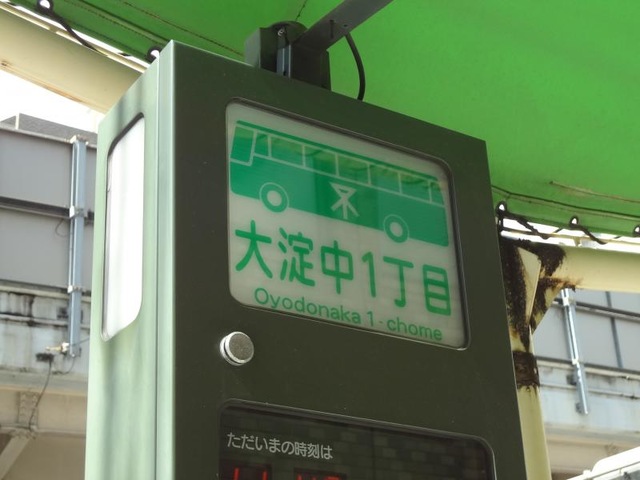 大淀中1丁目
Oyodonaka 1-chome
ただいまの時刻は